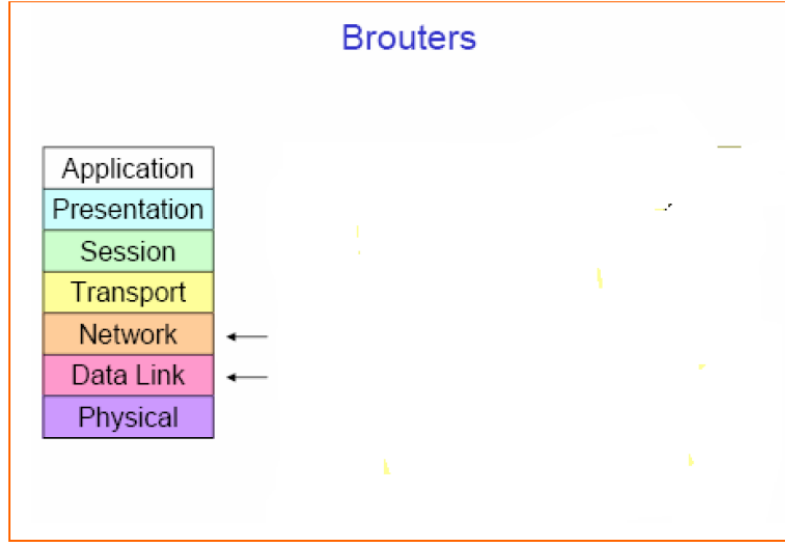 Brouters
Application
Presentation
Session
Transport
Network
Data Link
Physical